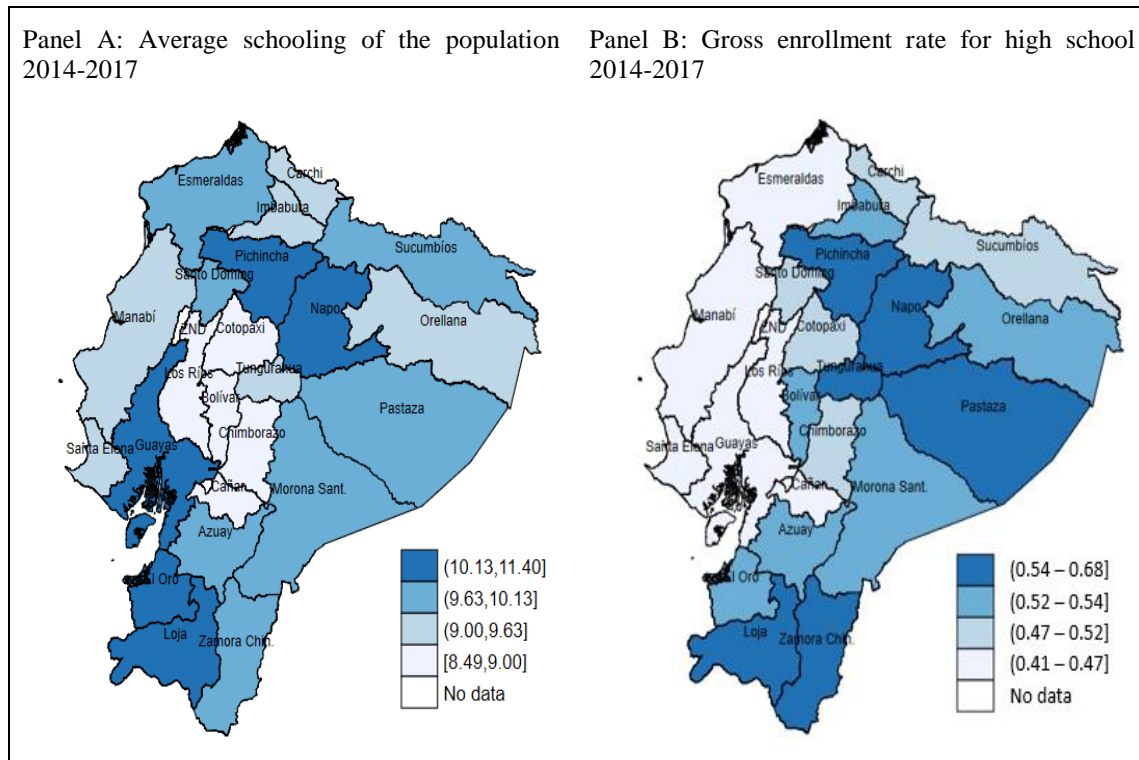 Panel A: Average schooling of the population
2014-2017
Esmeraldas
Carchi
Imbabura
Sucumbíos
Pichincha
Santo Doming
Napo
Orellana
Manabí
ZND
Cotopaxi
Los Ríos
Tungurahua
Bolívar
Pastaza
Chimborazo
Guayas
Santa Elena
Cañar
Morona Sant.
Azuay
El Oro
Loja
Zamora Chin.
(10.13,11.40]
(9.63,10.13]
(9.00,9.63]
[8.49,9.00]
No data
Panel B: Gross enrollment rate for high school
2014-2017
Esmeraldas
Carchi
Imbabura
Sucumbíos
Pichincha
Santo Doming
Napo
Orellana
Manabí
ZND
Cotopaxi
Los Ríos
Tungurahua
Bolívar
Pastaza
Chimborazo
Guayas
Santa Elena
Cañar
Morona Sant.
Azuay
El Oro
Loja
Zamora Chin.
(0.54 – 0.68]
(0.52 – 0.54]
(0.47 – 0.52]
(0.41 – 0.47]
No data